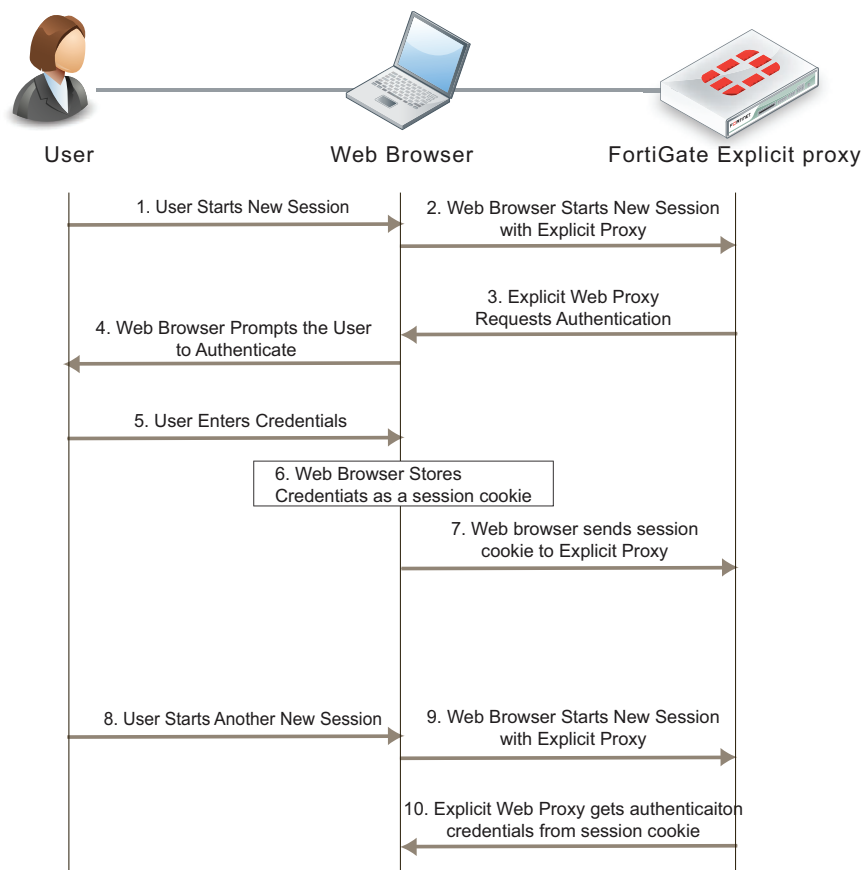 FORTINET
User
Web Browser
FortiGate Explicit proxy
1. User Starts New Session
2. Web Browser Starts New Session
with Explicit Proxy
3. Explicit Web Proxy
Requests Authentication
4. Web Browser Prompts the User
to Authenticate
5. User Enters Credentials
6. Web Browser Stores
Credentiats as a session cookie
7. Web browser sends session
cookie to Explicit Proxy
8. User Starts Another New Session
9. Web Browser Starts New Session
with Explicit Proxy
10. Explicit Web Proxy gets authenticaiton
credentials from session cookie